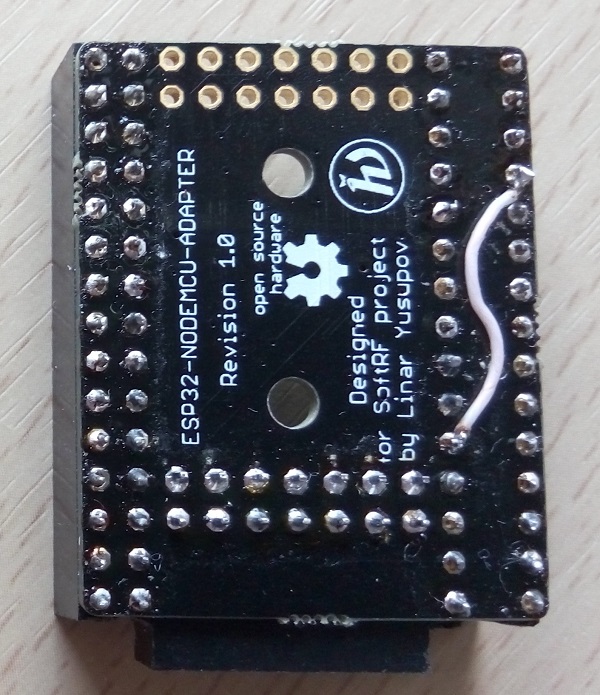 ESP32-NODEMCU-ADAPTER
Revision 1.0
open source
hardware
Designed
for SoftRF project
by Linar Yusupov.